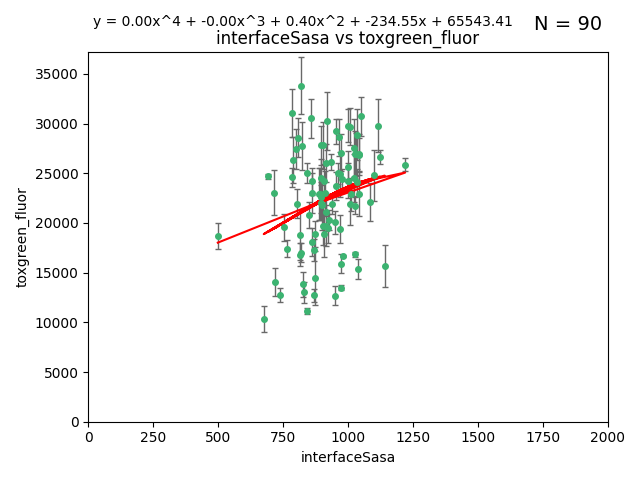 y = 0.00x^4 + -0.00x^3 + 0.40x^2 + -234.55x + 65543.41
N = 90
interfaceSasa vs toxgreen_fluor
35000
30000
25000
20000
15000
10000
5000
0
toxgreen_fluor
0 250 500 750 1000 1250 1500 1750 2000
interfaceSasa